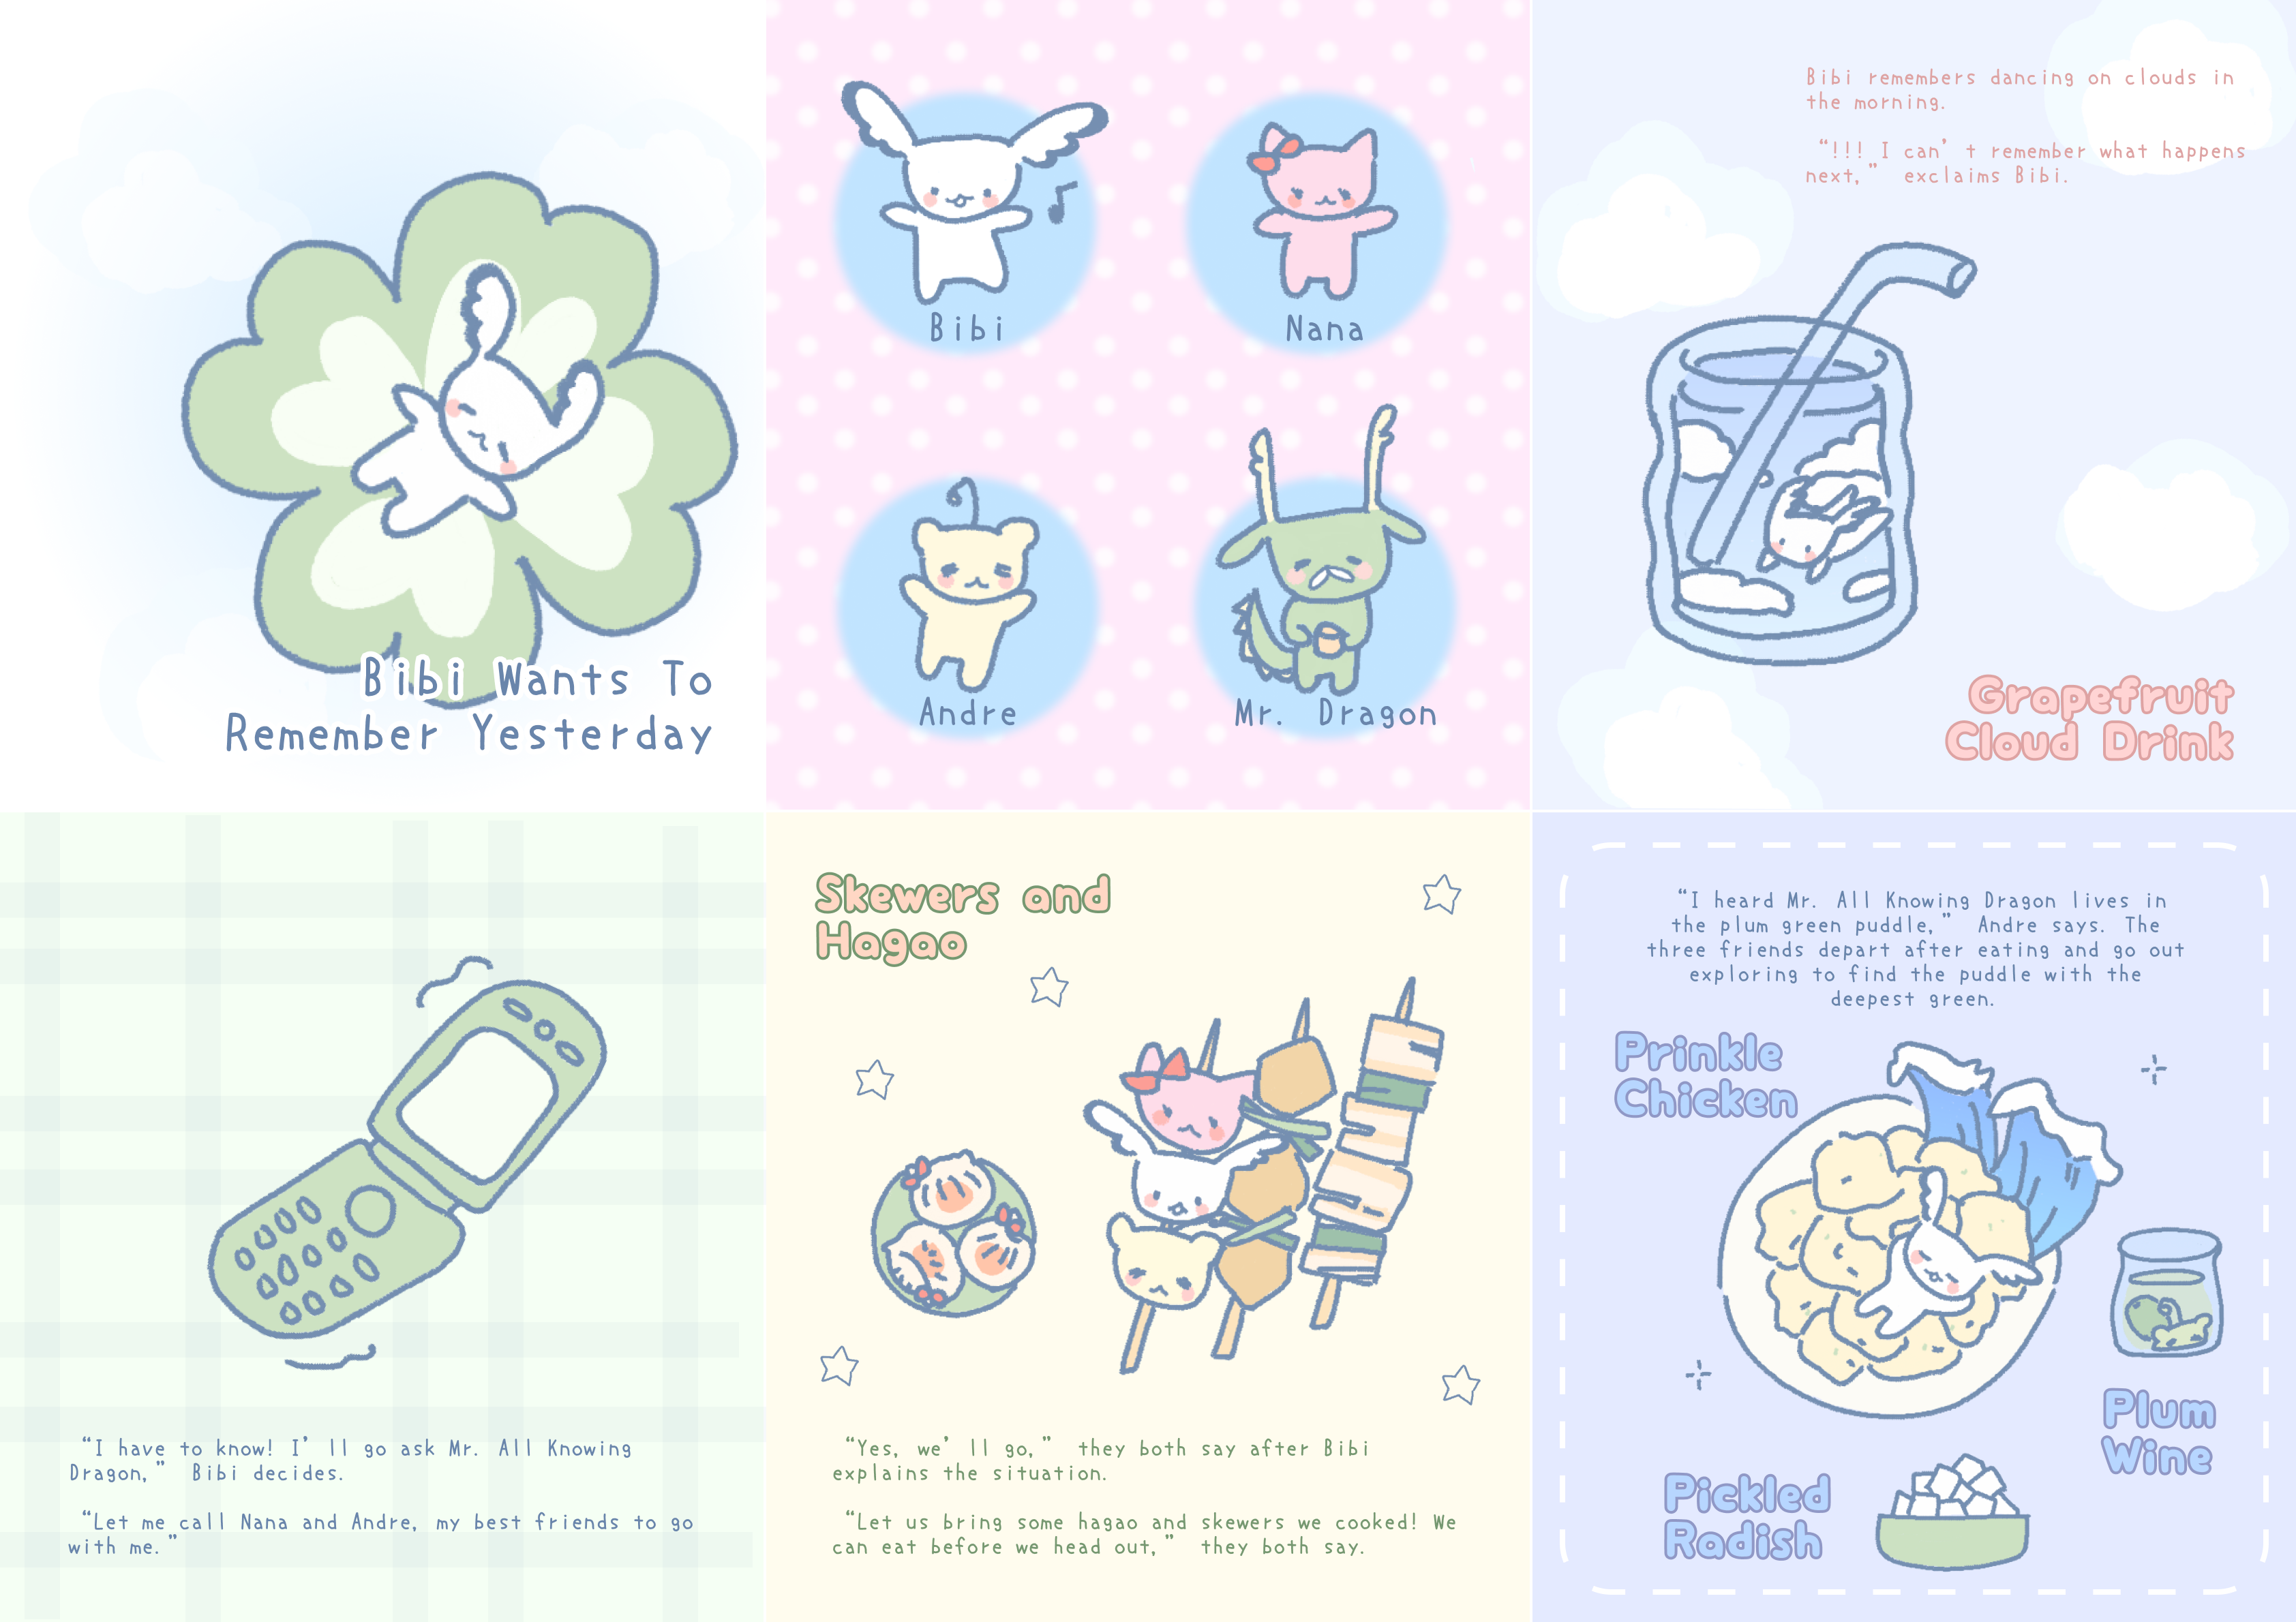 Bibi Wants To
Remember Yesterday
Bibi
Nana
Andre
Mr. Dragon
Bibi remembers dancing on clouds in
the morning.
“!!! I can’ t remember what happens
next,” exclaims Bibi.
Grapefruit
Cloud Drink
“I have to know! I’ ll go ask Mr. All Knowing
Dragon,” Bibi decides.
“Let me call Nana and Andre, my best friends to go
with me.”
Skewers and
Hagao
“Yes, we’ ll go,” they both say after Bibi
explains the situation.
“Let us bring some hagao and skewers we cooked! We
can eat before we head out,” they both say.
“I heard Mr. All Knowing Dragon lives in
the plum green puddle,” Andre says. The
three friends depart after eating and go out
exploring to find the puddle with the
deepest green.
Prinkle
Chicken
Plum
Wine
Pickled
Radish